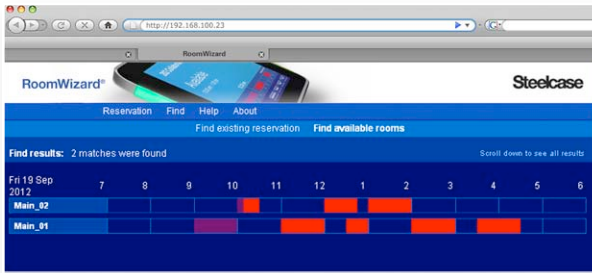 http://192.168.100.23
RoomWizard
RoomWizard®
Steelcase
Reservation Find Help About
Find existing reservation Find available rooms
Find results: 2 matches were found
Scroll down to see all results
Fri 19 Sep
2012
7 8 9 10 11 12 1 2 3 4 5 6
Main_02
Main_01